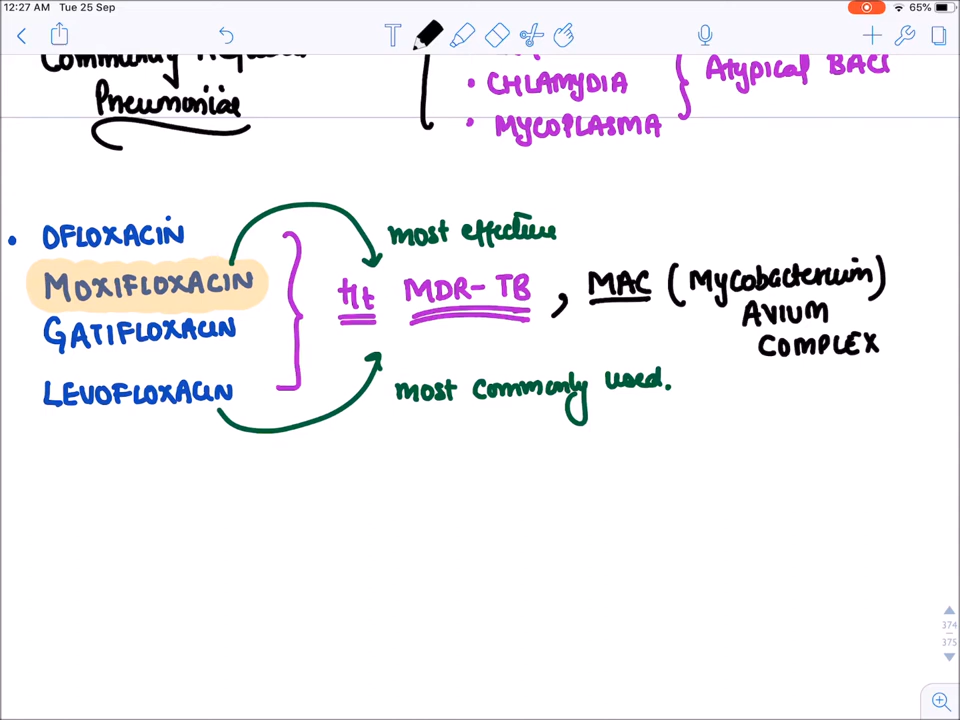 12:27 AM Tue 25 Sep
65%
Community
Pneumoniae
• CHLAMYDIA
• MYCOPLASMA
Atypical
• OFLOXACIN
MOXIFLOXACIN
GATIFLOXACIN
LEVOFLOXACIN
most effective
MDR-TB , MAC (Mycobacterium)
AVIUM
COMPLEX
most commonly used.
374
375